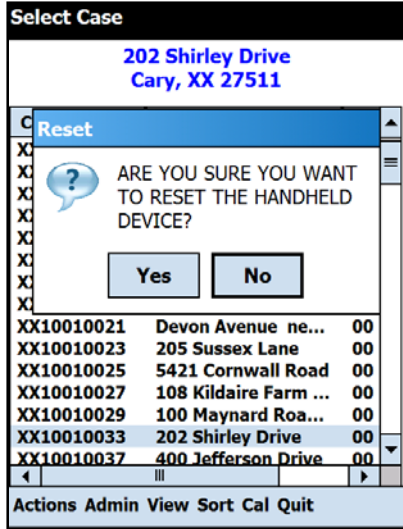 Select Case
202 Shirley Drive
Cary, XX 27511
C
Reset
ARE YOU SURE YOU WANT
TO RESET THE HANDHELD
DEVICE?
Yes No
XX10010021 Devon Avenue ne... 00
XX10010023 205 Sussex Lane 00
XX10010025 5421 Cornwall Road 00
XX10010027 108 Kildaire Farm ... 00
XX10010029 100 Maynard Roa... 00
XX10010033 202 Shirley Drive 00
XX10010037 400 Jefferson Drive 00
Actions Admin View Sort Cal Quit